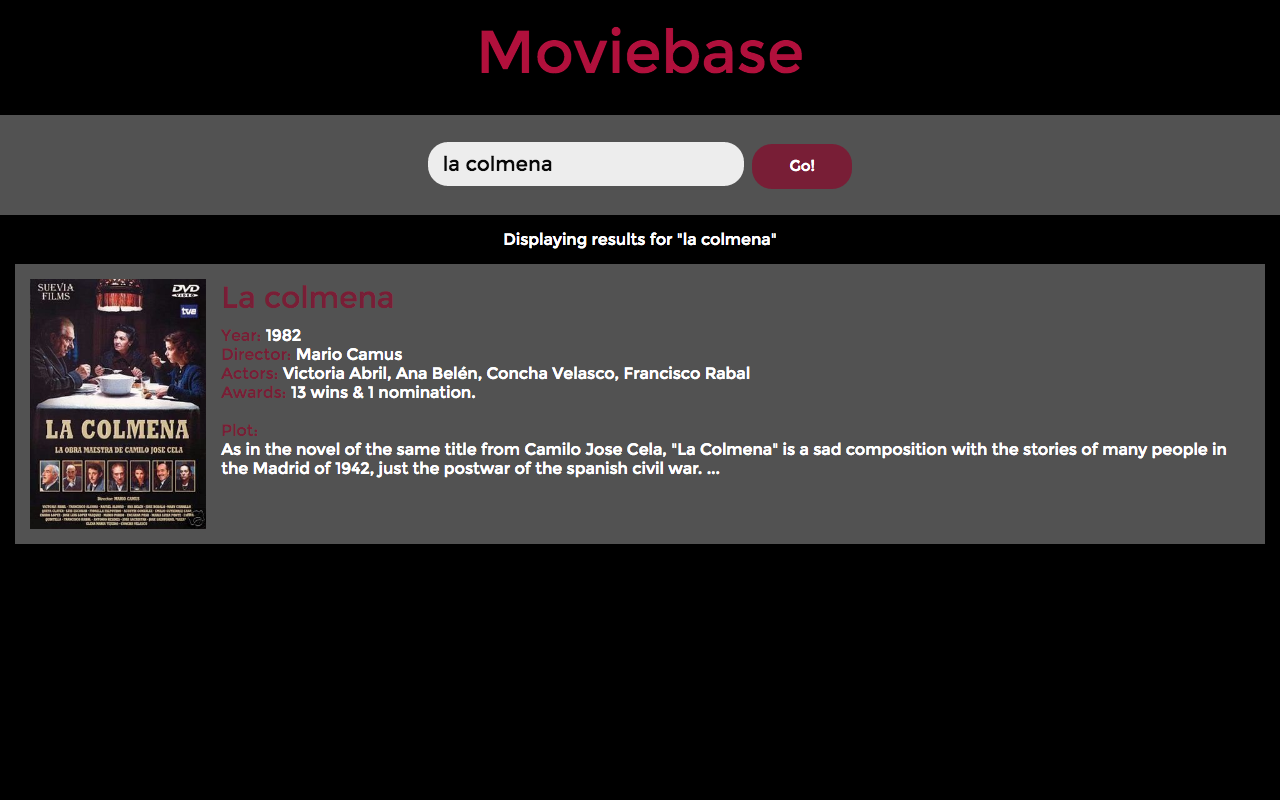 Moviebase
la colmena
Go!
Displaying results for "la colmena"
SUEVIA
FILMS
DVD
VIDEO
tve
LA COLMENA
LA OBRA MAESTRA DE CAMILO JOSE CELA
Director MARIO CAMUS
La colmena
Year: 1982
Director: Mario Camus
Actors: Victoria Abril, Ana Belén, Concha Velasco, Francisco Rabal
Awards: 13 wins & 1 nomination.
Plot:
As in the novel of the same title from Camilo Jose Cela, "La Colmena" is a sad composition with the stories of many people in
the Madrid of 1942, just the postwar of the spanish civil war. ...